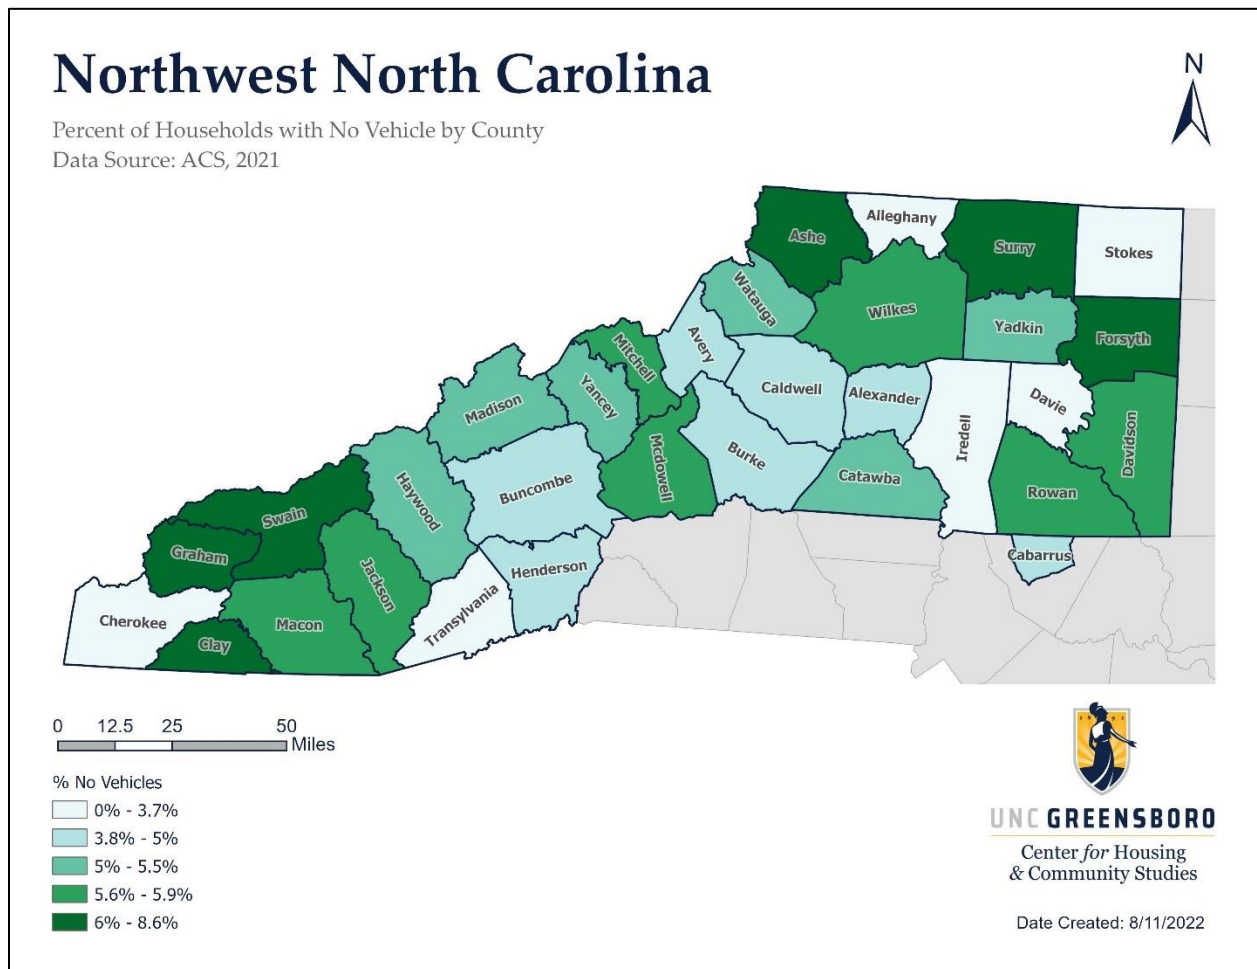 Northwest North Carolina
Percent of Households with No Vehicle by County
Data Source: ACS, 2021
N
Alleghany
Ashe
Surry
Stokes
Watauga
Wilkes
Yadkin
Forsyth
Avery
Mitchell
Caldwell
Alexander
Davie
Iredell
Davidson
Madison
Yancey
Mcdowell
Burke
Catawba
Rowan
Haywood
Buncombe
Swain
Graham
Jackson
Henderson
Cabarrus
Cherokee
Clay
Macon
Transylvania
0 12.5 25 50
Miles
% No Vehicles
0% - 3.7%
3.8% - 5%
5% - 5.5%
5.6% - 5.9%
6% - 8.6%
UNC GREENSBORO
Center for Housing
& Community Studies
Date Created: 8/11/2022